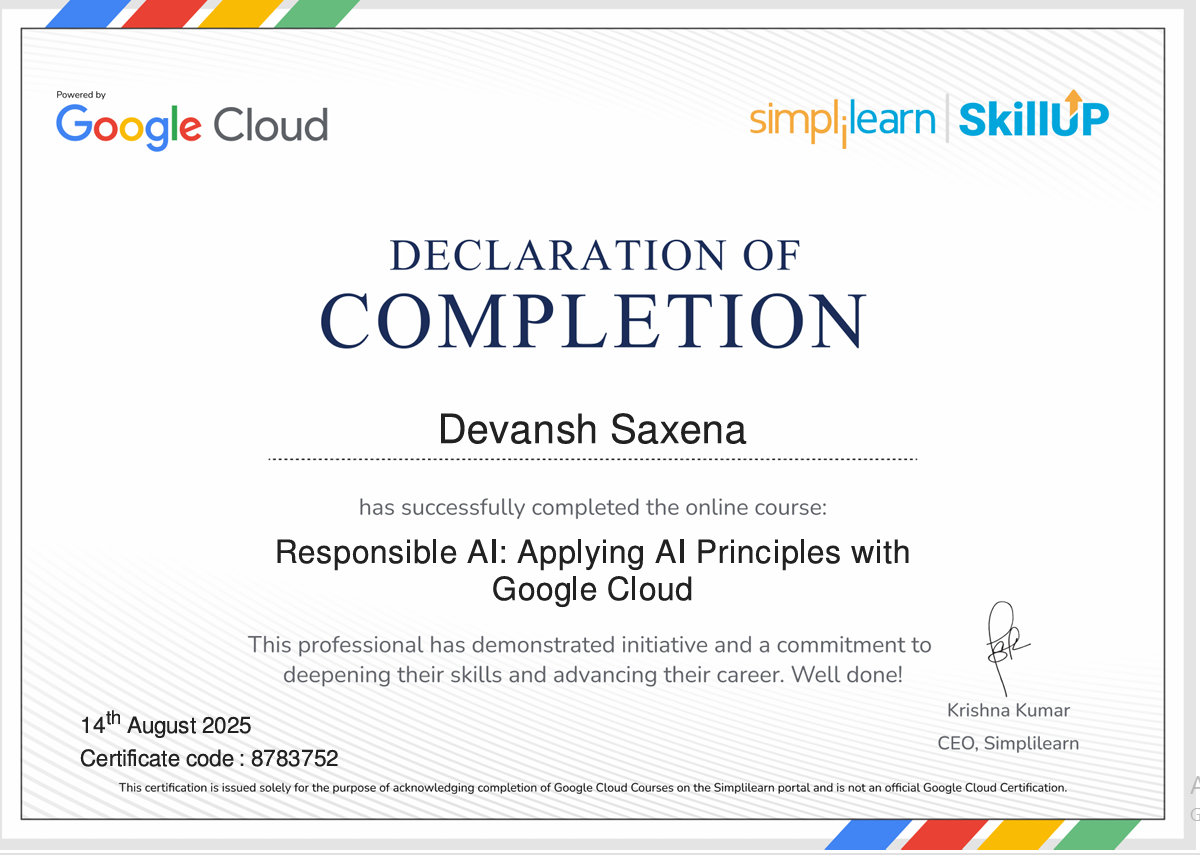 Powered by
Google Cloud
simplilearn | SkillUP
DECLARATION OF
COMPLETION
Devansh Saxena
has successfully completed the online course:
Responsible AI: Applying AI Principles with
Google Cloud
This professional has demonstrated initiative and a commitment to
deepening their skills and advancing their career. Well done!
14th August 2025
Certificate code : 8783752
Krishna Kumar
CEO, Simplilearn
This certification is issued solely for the purpose of acknowledging completion of Google Cloud Courses on the Simplilearn portal and is not an official Google Cloud Certification.